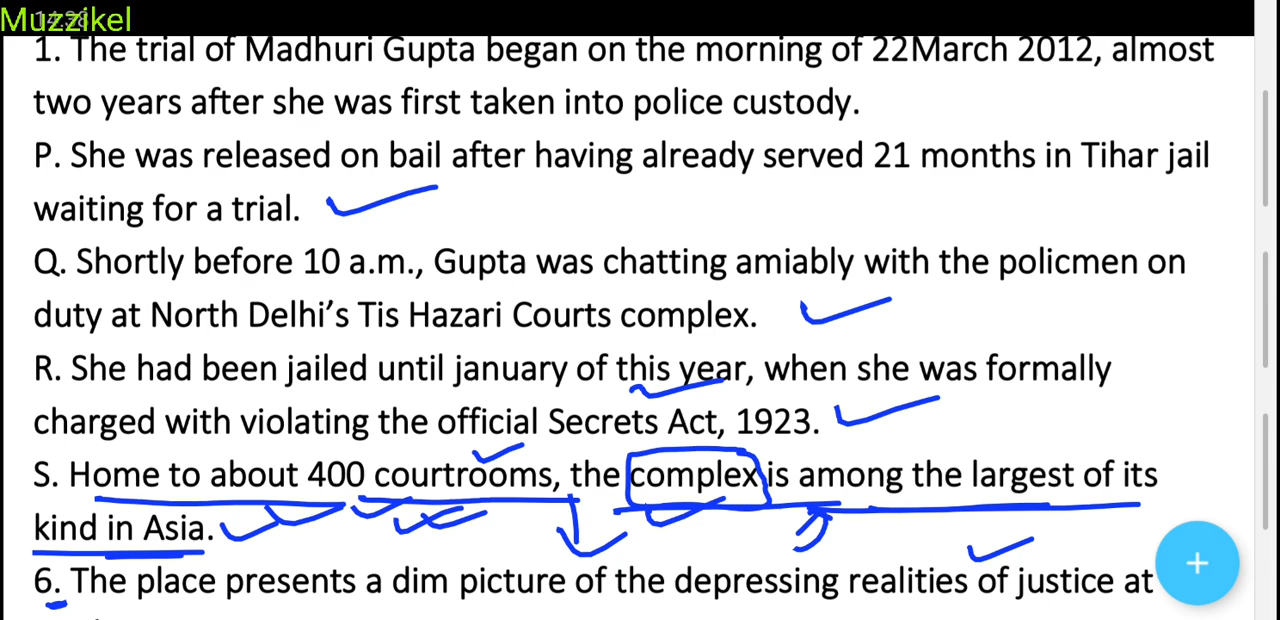 Muzzikel
14:38
1. The trial of Madhuri Gupta began on the morning of 22March 2012, almost
two years after she was first taken into police custody.
P. She was released on bail after having already served 21 months in Tihar jail
waiting for a trial.
Q. Shortly before 10 a.m., Gupta was chatting amiably with the policmen on
duty at North Delhi’s Tis Hazari Courts complex.
R. She had been jailed until january of this year, when she was formally
charged with violating the official Secrets Act, 1923.
S. Home to about 400 courtrooms, the complex is among the largest of its
kind in Asia.
6. The place presents a dim picture of the depressing realities of justice at